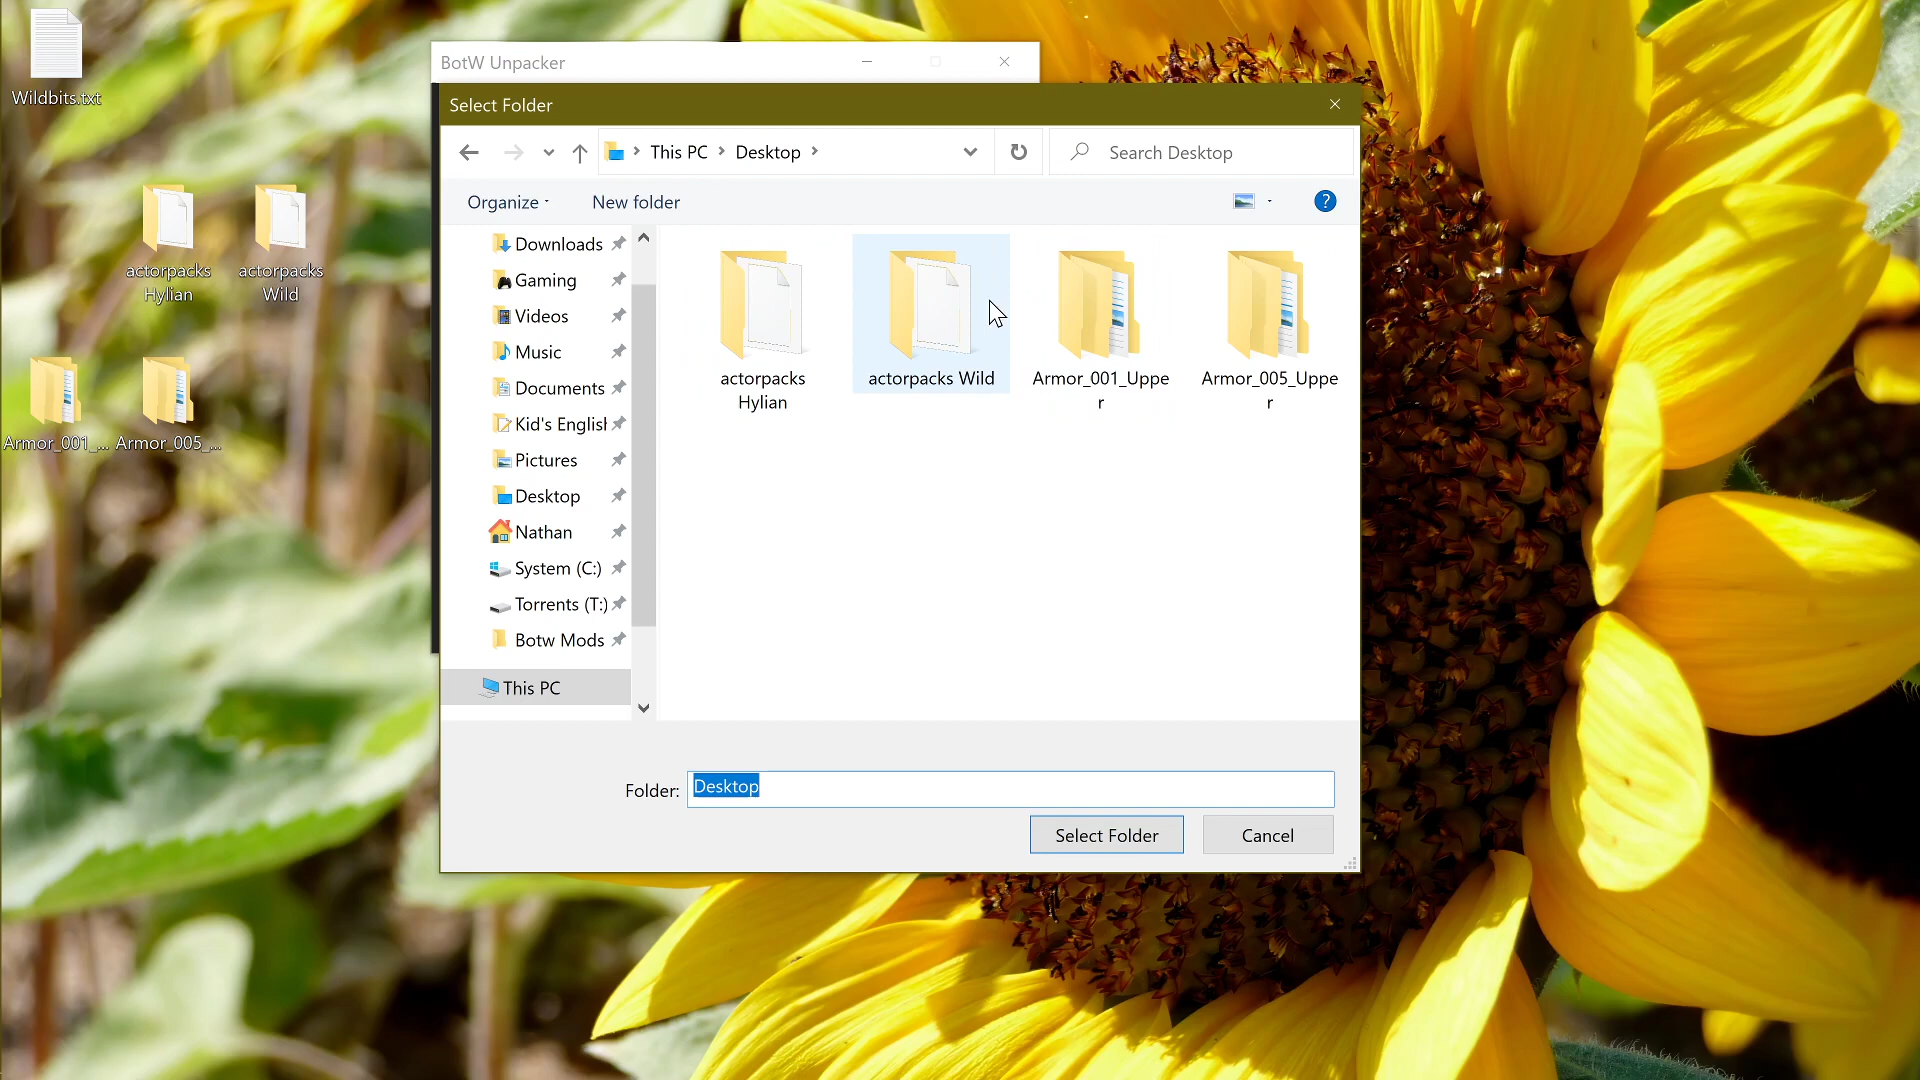 Wildbits.txt
actorpacks
Hylian
actorpacks
Wild
Armor_001_...
Armor_005_...
BotW Unpacker
Select Folder
This PC
Desktop
Search Desktop
Organize
New folder
?
Downloads
Gaming
Videos
Music
Documents
Kid's English
Pictures
Desktop
Nathan
System (C:)
Torrents (T:)
Botw Mods
This PC
actorpacks
Hylian
actorpacks Wild
Armor_001_Uppe
r
Armor_005_Uppe
r
Folder:
Desktop
Select Folder
Cancel